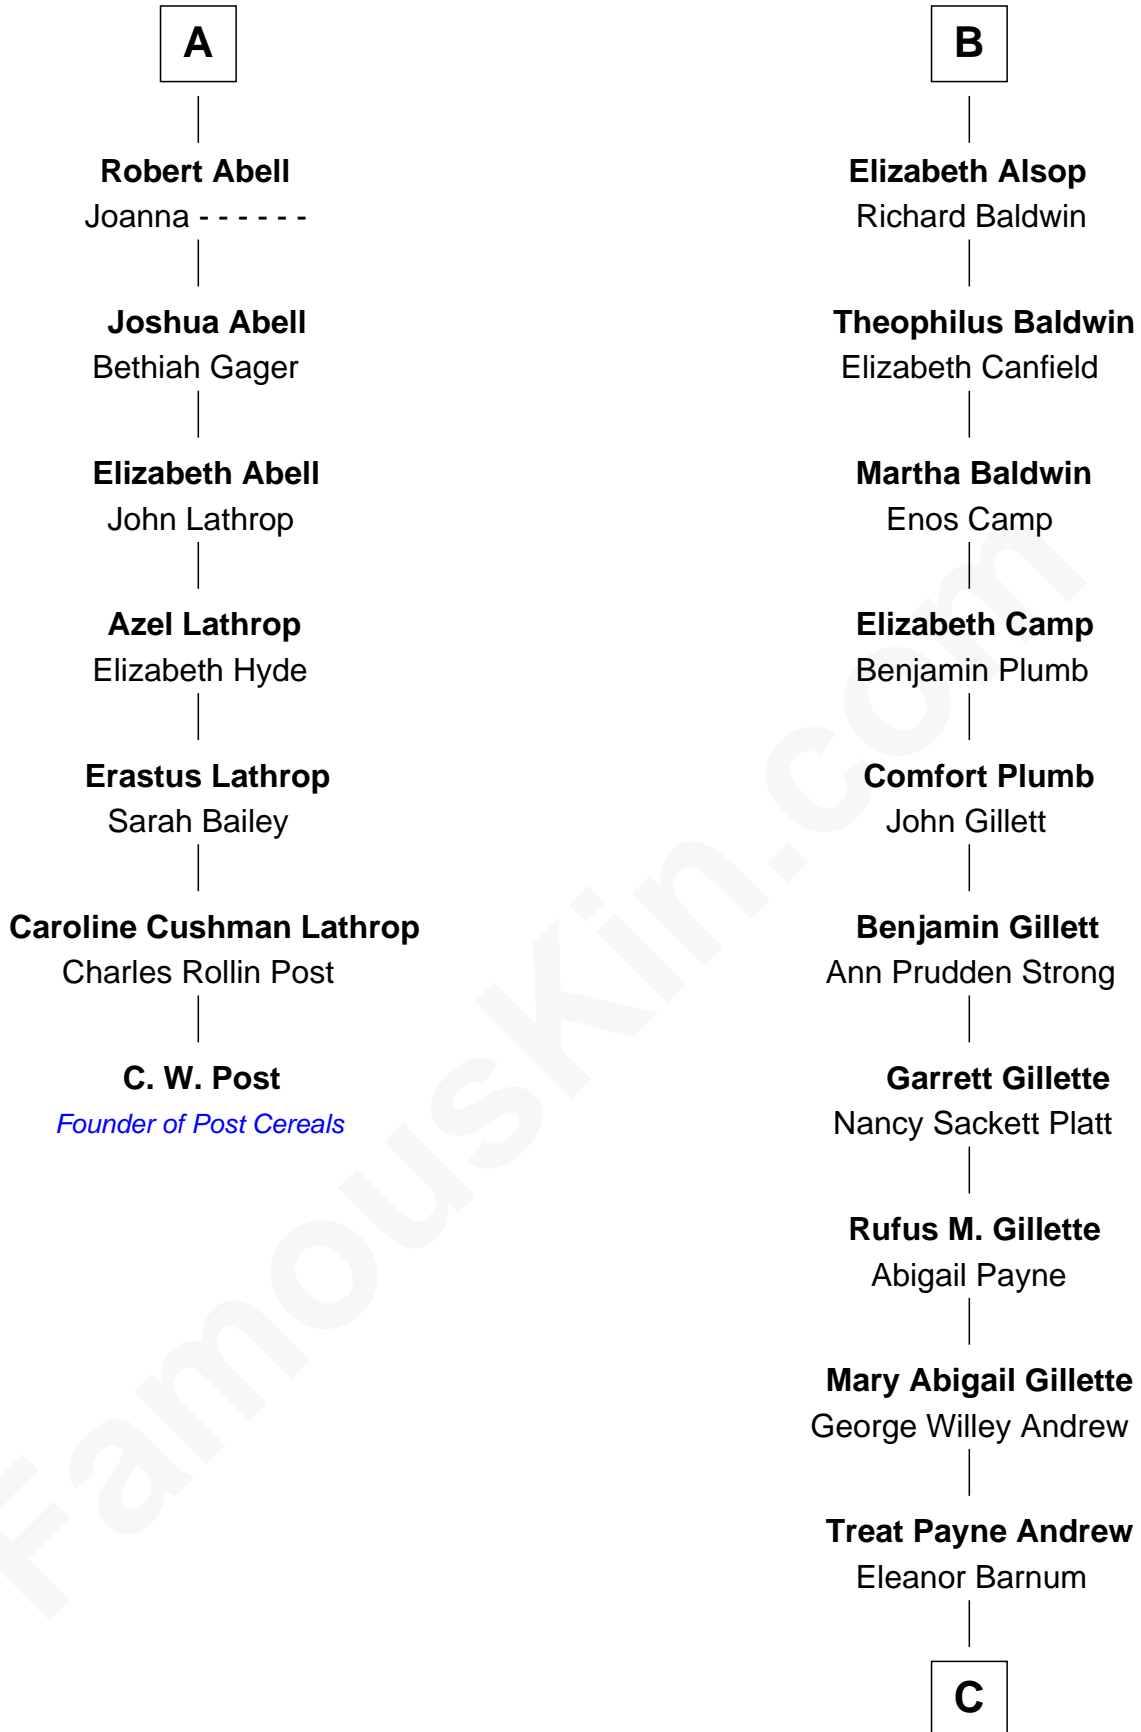 A
Robert Abell
Joanna - - - - - -
Joshua Abell
Bethiah Gager
Elizabeth Abell
John Lathrop
Azel Lathrop
Elizabeth Hyde
Erastus Lathrop
Sarah Bailey
Caroline Cushman Lathrop
Charles Rollin Post
C. W. Post
Founder of Post Cereals
B
Elizabeth Alsop
Richard Baldwin
Theophilus Baldwin
Elizabeth Canfield
Martha Baldwin
Enos Camp
Elizabeth Camp
Benjamin Plumb
Comfort Plumb
John Gillett
Benjamin Gillett
Ann Prudden Strong
Garrett Gillette
Nancy Sackett Platt
Rufus M. Gillette
Abigail Payne
Mary Abigail Gillette
George Willey Andrew
Treat Payne Andrew
Eleanor Barnum
C
FamousKin.com